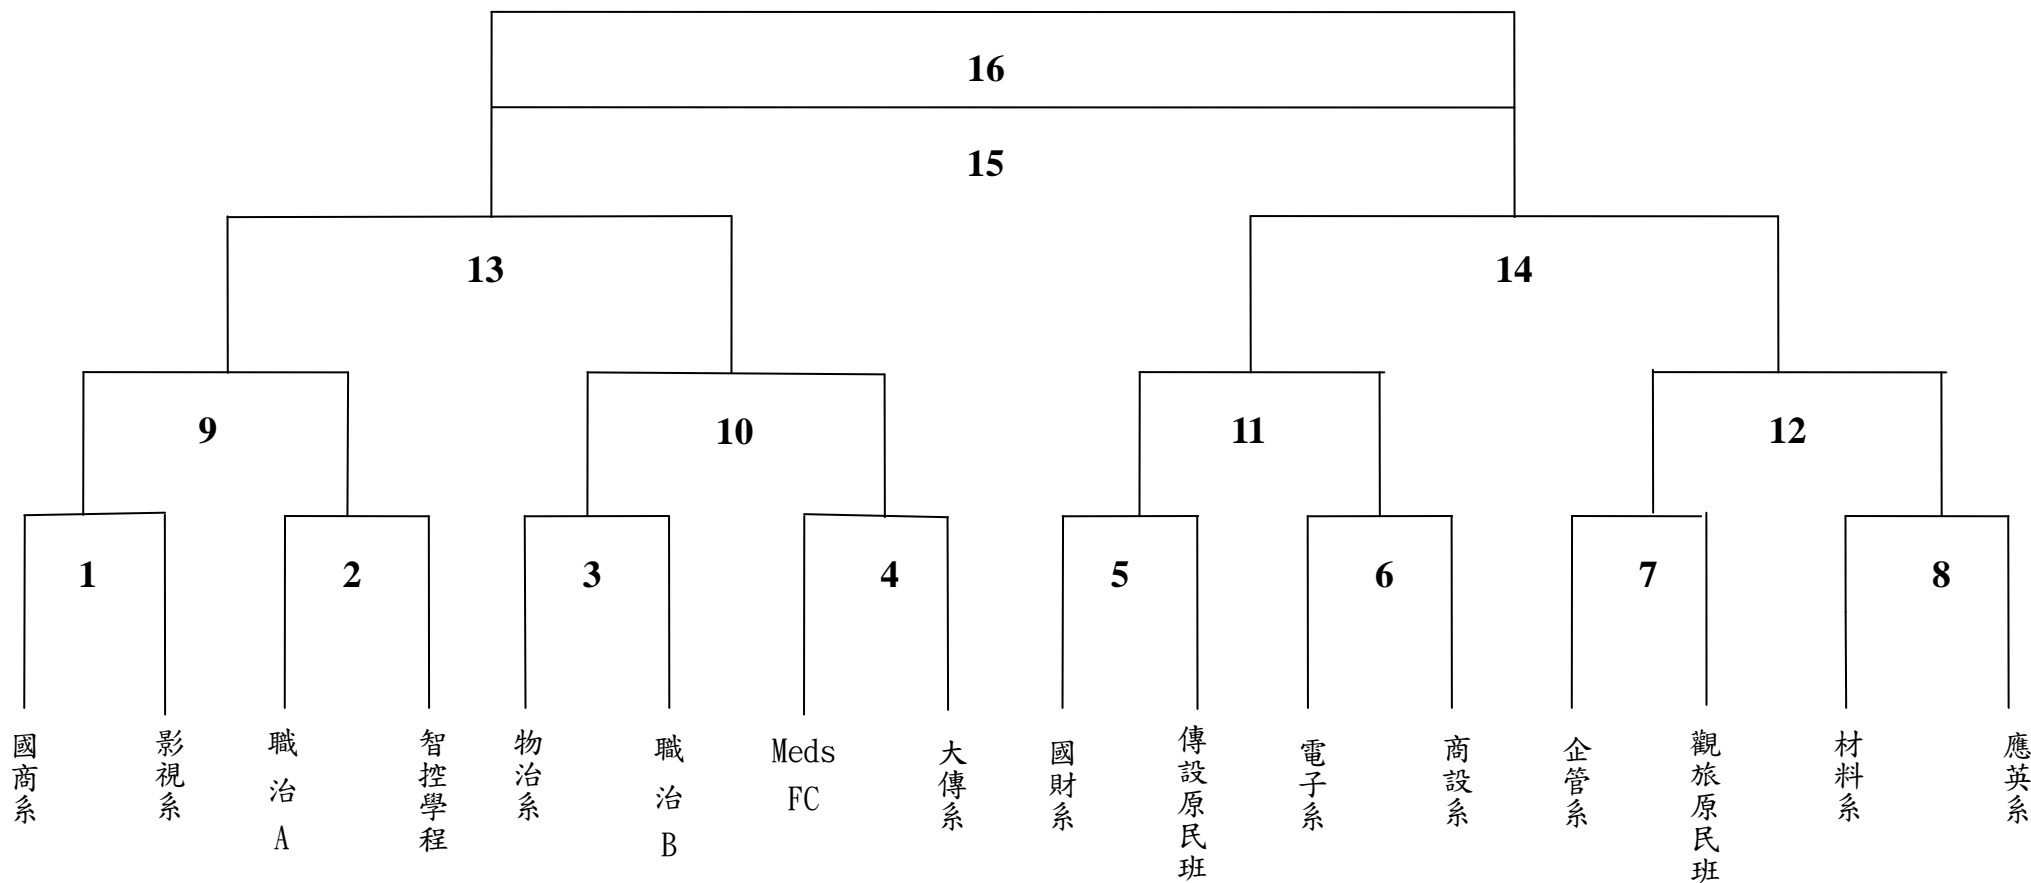 16
15
13
14
9
10
11
12
1
2
3
4
5
6
7
8
國商系
影視系
職治A
智控學程
物治系
職治B
Meds
FC
大傳系
國財系
傳設原民班
電子系
商設系
企管系
觀旅原民班
材料系
應英系